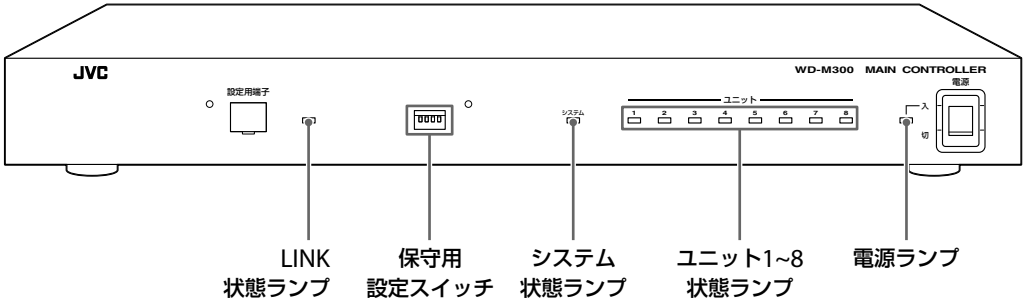 JVC
WD-M300 MAIN CONTROLLER
電源
設定用端子
システム
ユニット
1 2 3 4 5 6 7 8
入
切
LINK
状態ランプ
保守用
設定スイッチ
システム
状態ランプ
ユニット1~8
状態ランプ
電源ランプ